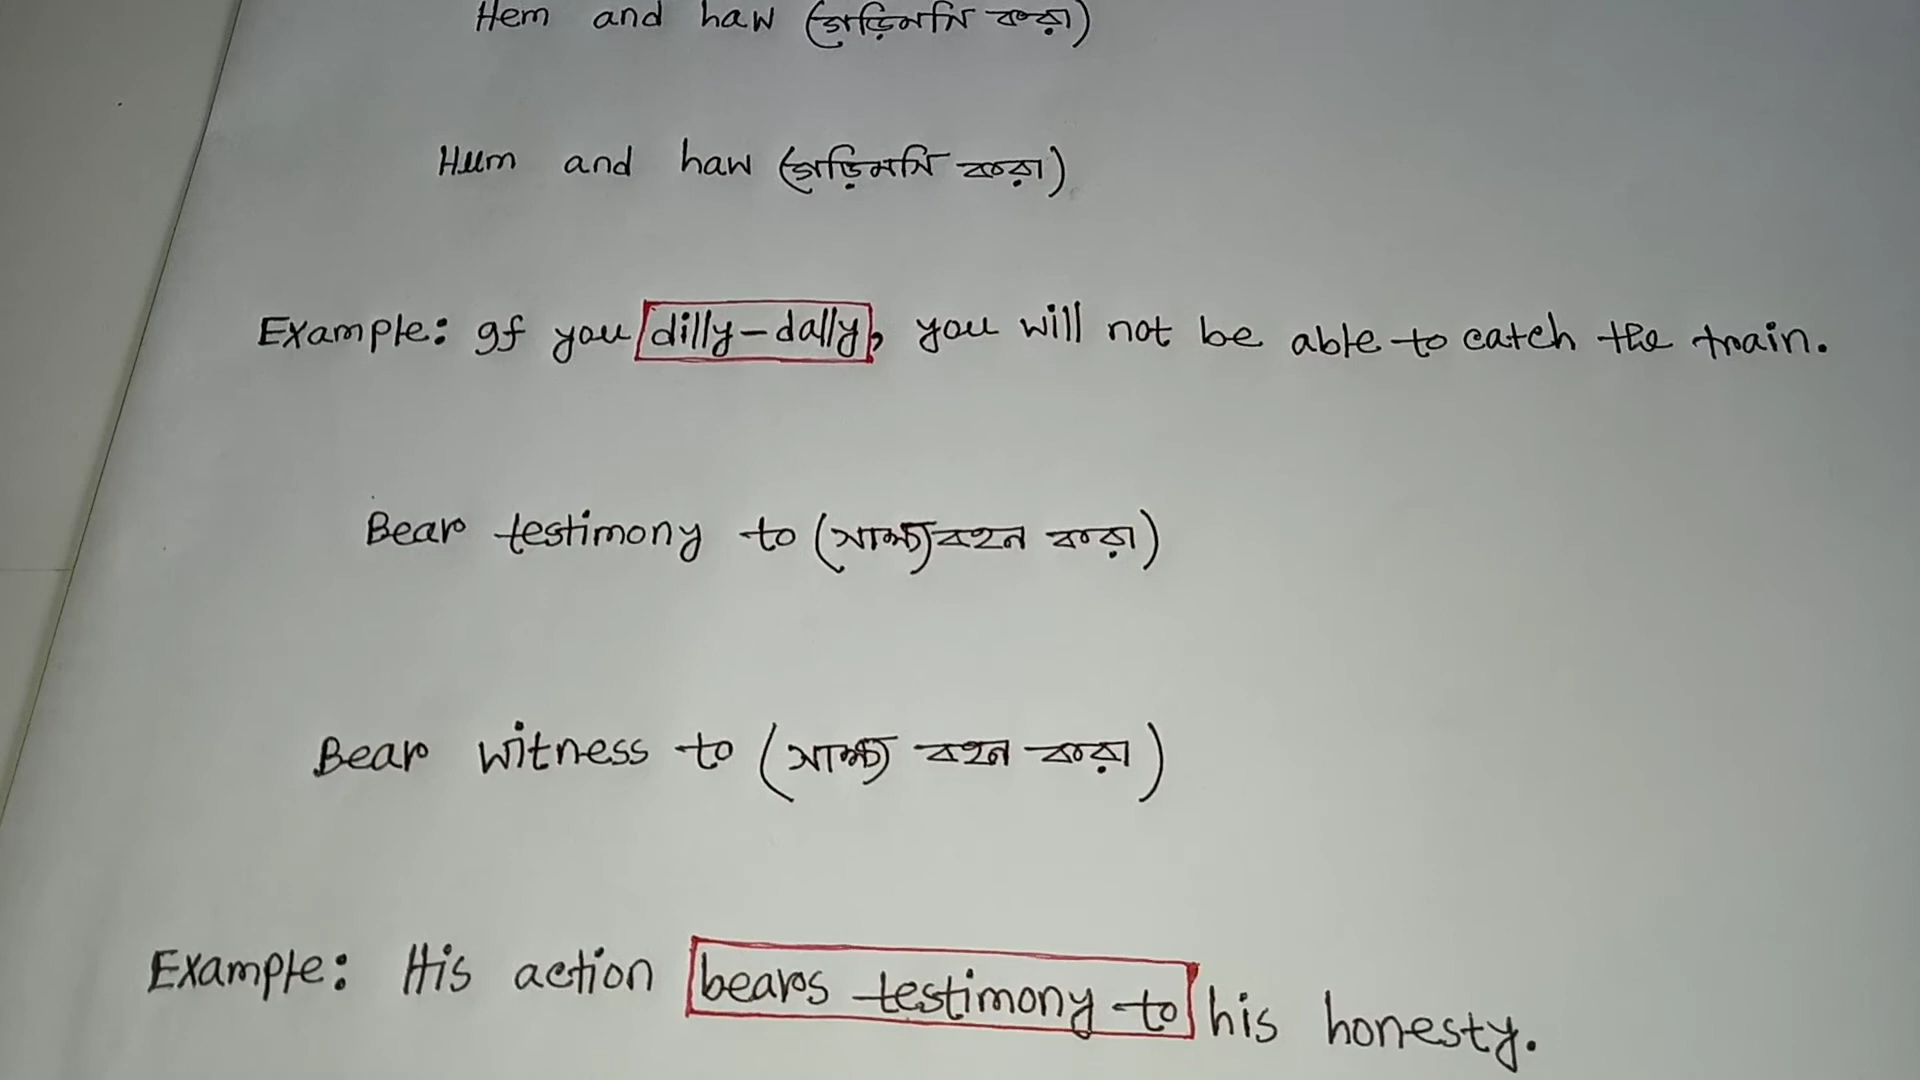 Hem and haw (গড়িমসি করা)
Hum and haw (গড়িমসি করা)
Example: If you dilly-dally, you will not be able to catch the train.
Bear testimony to (সাক্ষ্য বহন করা)
Bear witness to (সাক্ষ্য বহন করা)
Example: His action bears testimony to his honesty.